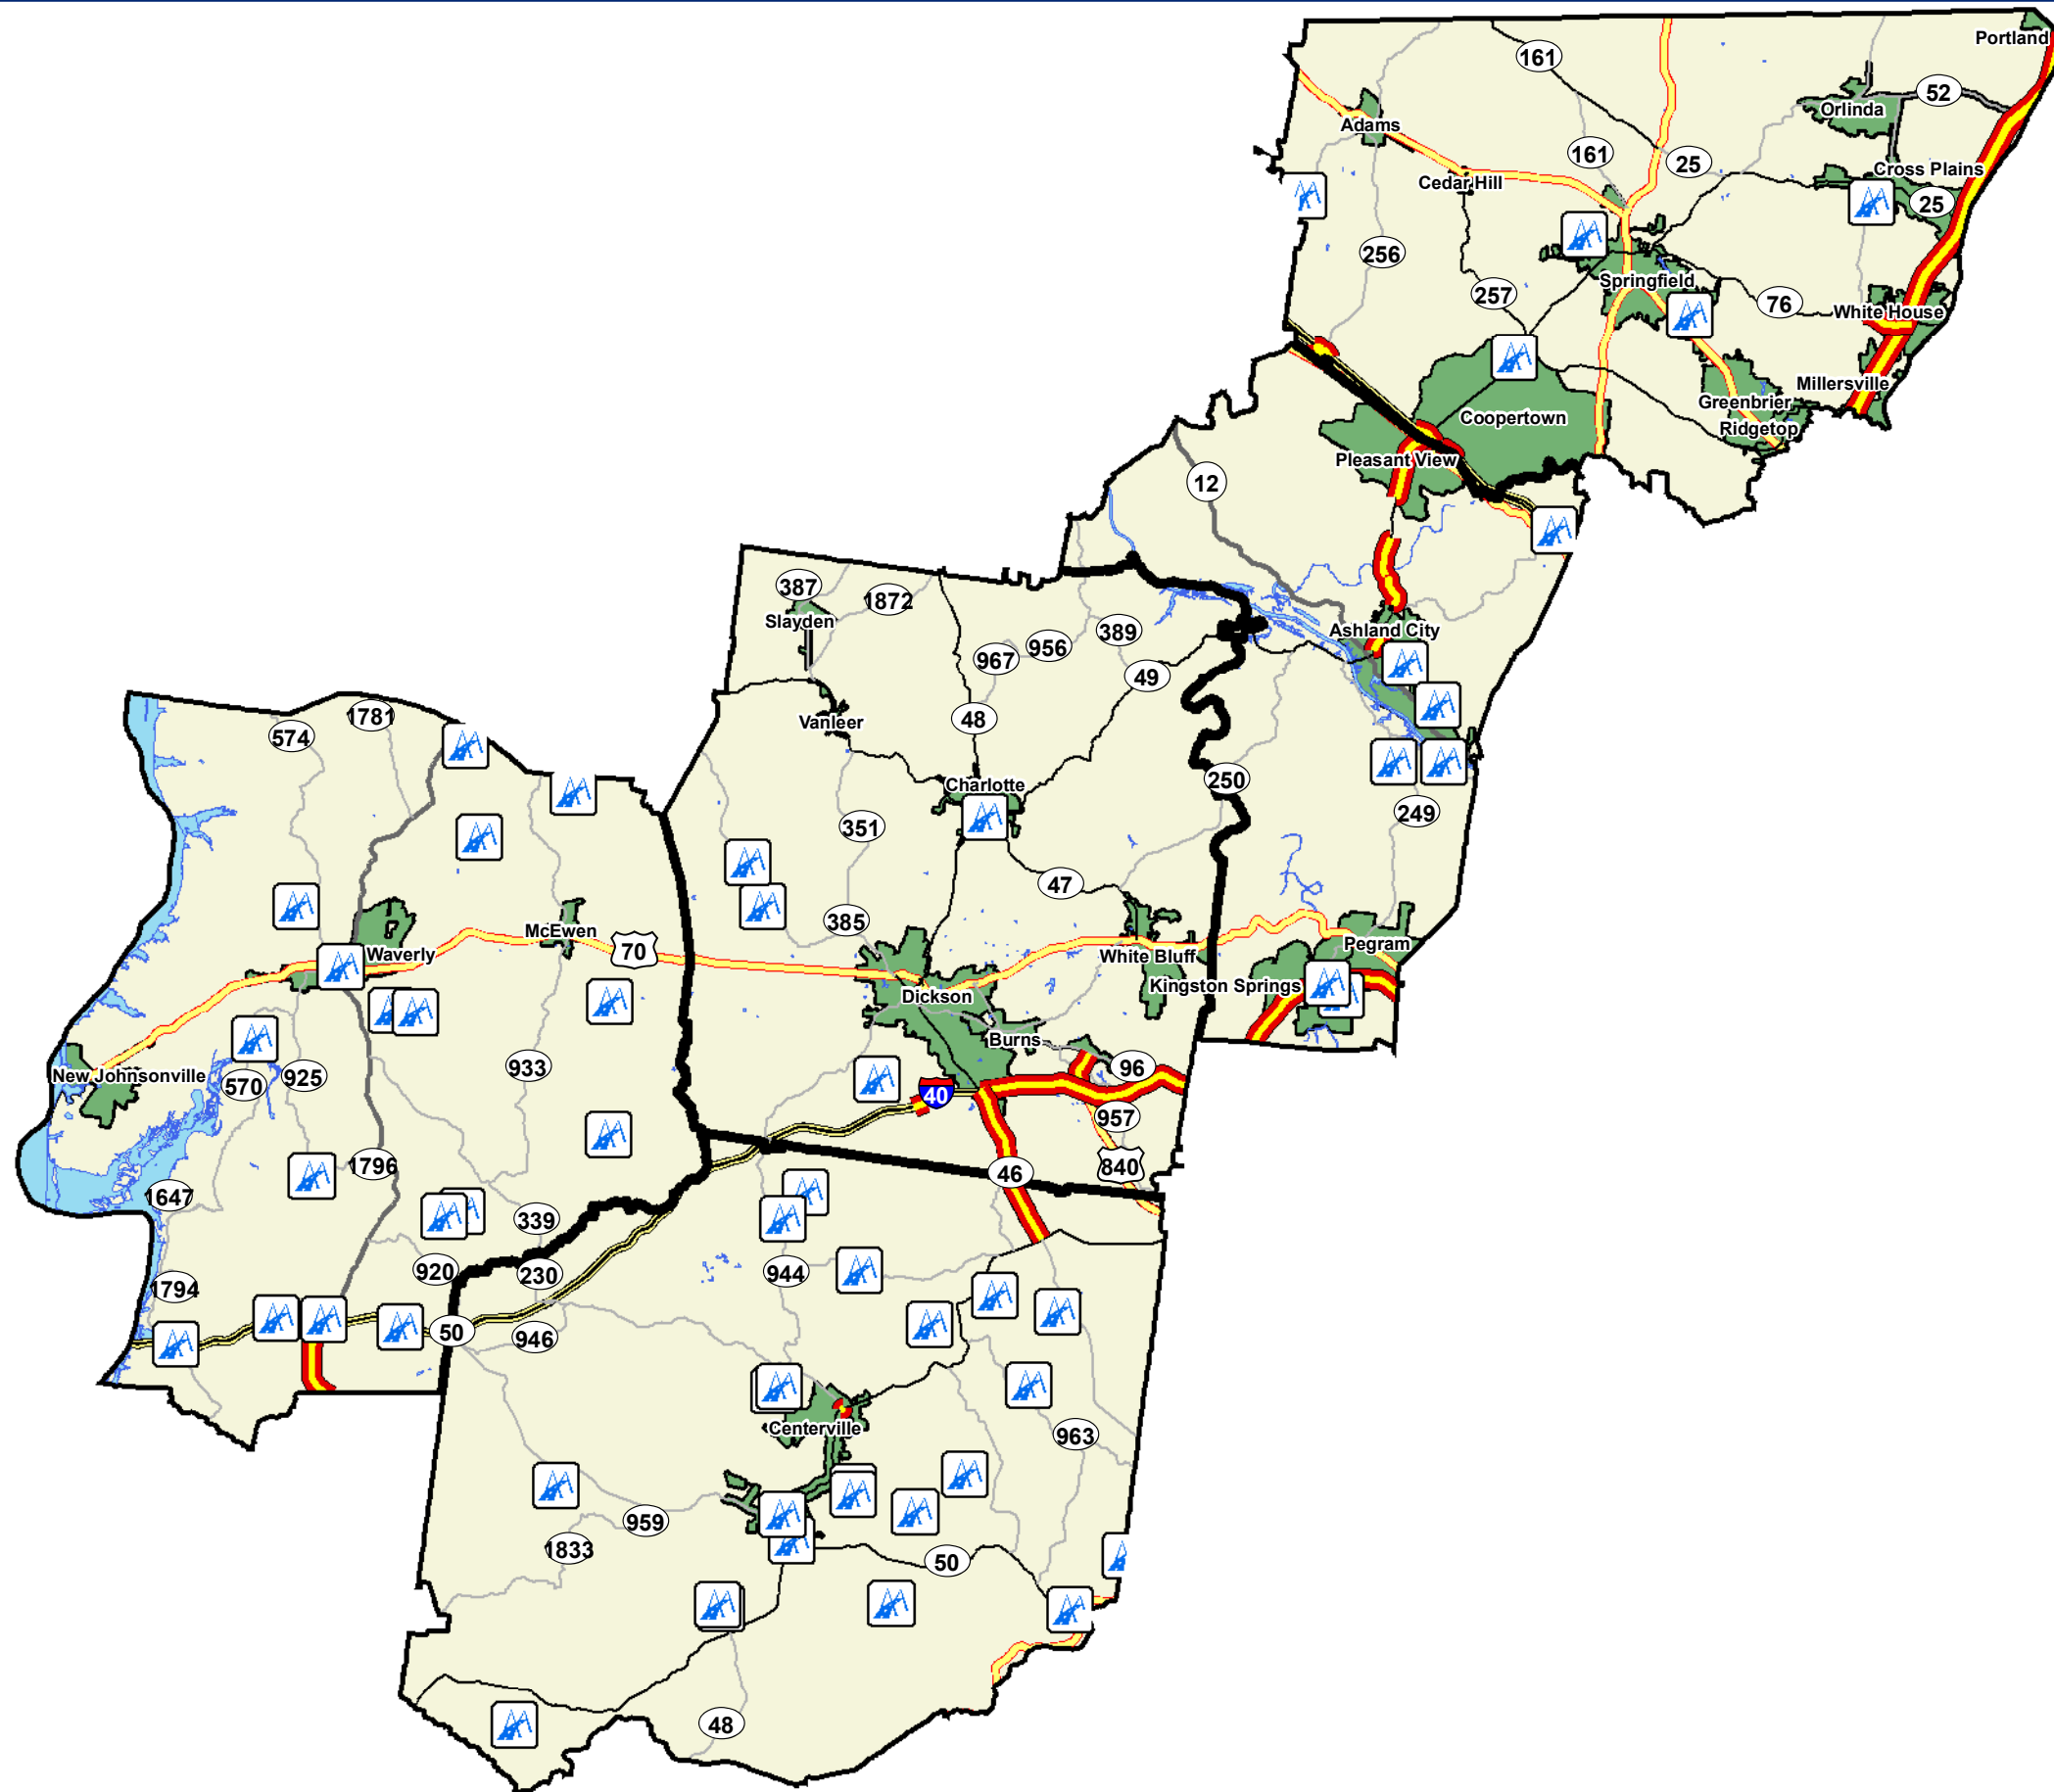 Portland
161
52
Orlinda
Adams
161
25
Cross Plains
Cedar Hill
25
256
Springfield
257
76
White House
Millersville
Greenbrier
Coopertown
Ridgetop
Pleasant View
12
387
1872
Slayden
389
Ashland City
956
967
49
1781
Vanleer
48
574
250
Charlotte
249
351
47
385
McEwen
Pegram
70
Waverly
White Bluff
Kingston Springs
Dickson
Burns
933
96
New Johnsonville
925
570
40
957
1796
840
46
1647
339
944
920
230
1794
50
946
Centerville
963
959
1833
50
48